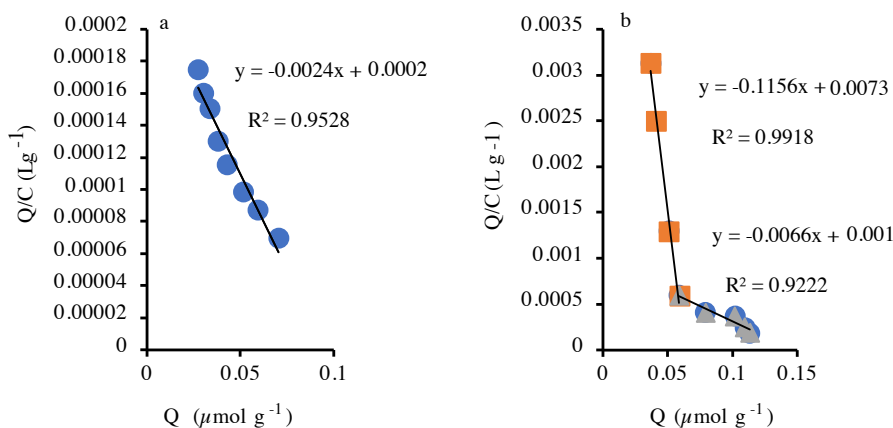 a
0.0002
0.00018
0.00016
0.00014
0.00012
0.0001
0.00008
0.00006
0.00004
0.00002
0
Q/C (Lg⁻¹)
y = -0.0024x + 0.0002
R² = 0.9528
0
0.05
0.1
Q (µmol g⁻¹)
b
0.0035
0.003
0.0025
0.002
0.0015
0.001
0.0005
0
Q/C (L g⁻¹)
y = -0.1156x + 0.0073
R² = 0.9918
y = -0.0066x + 0.001
R² = 0.9222
0
0.05
0.1
0.15
Q (µmol g⁻¹)